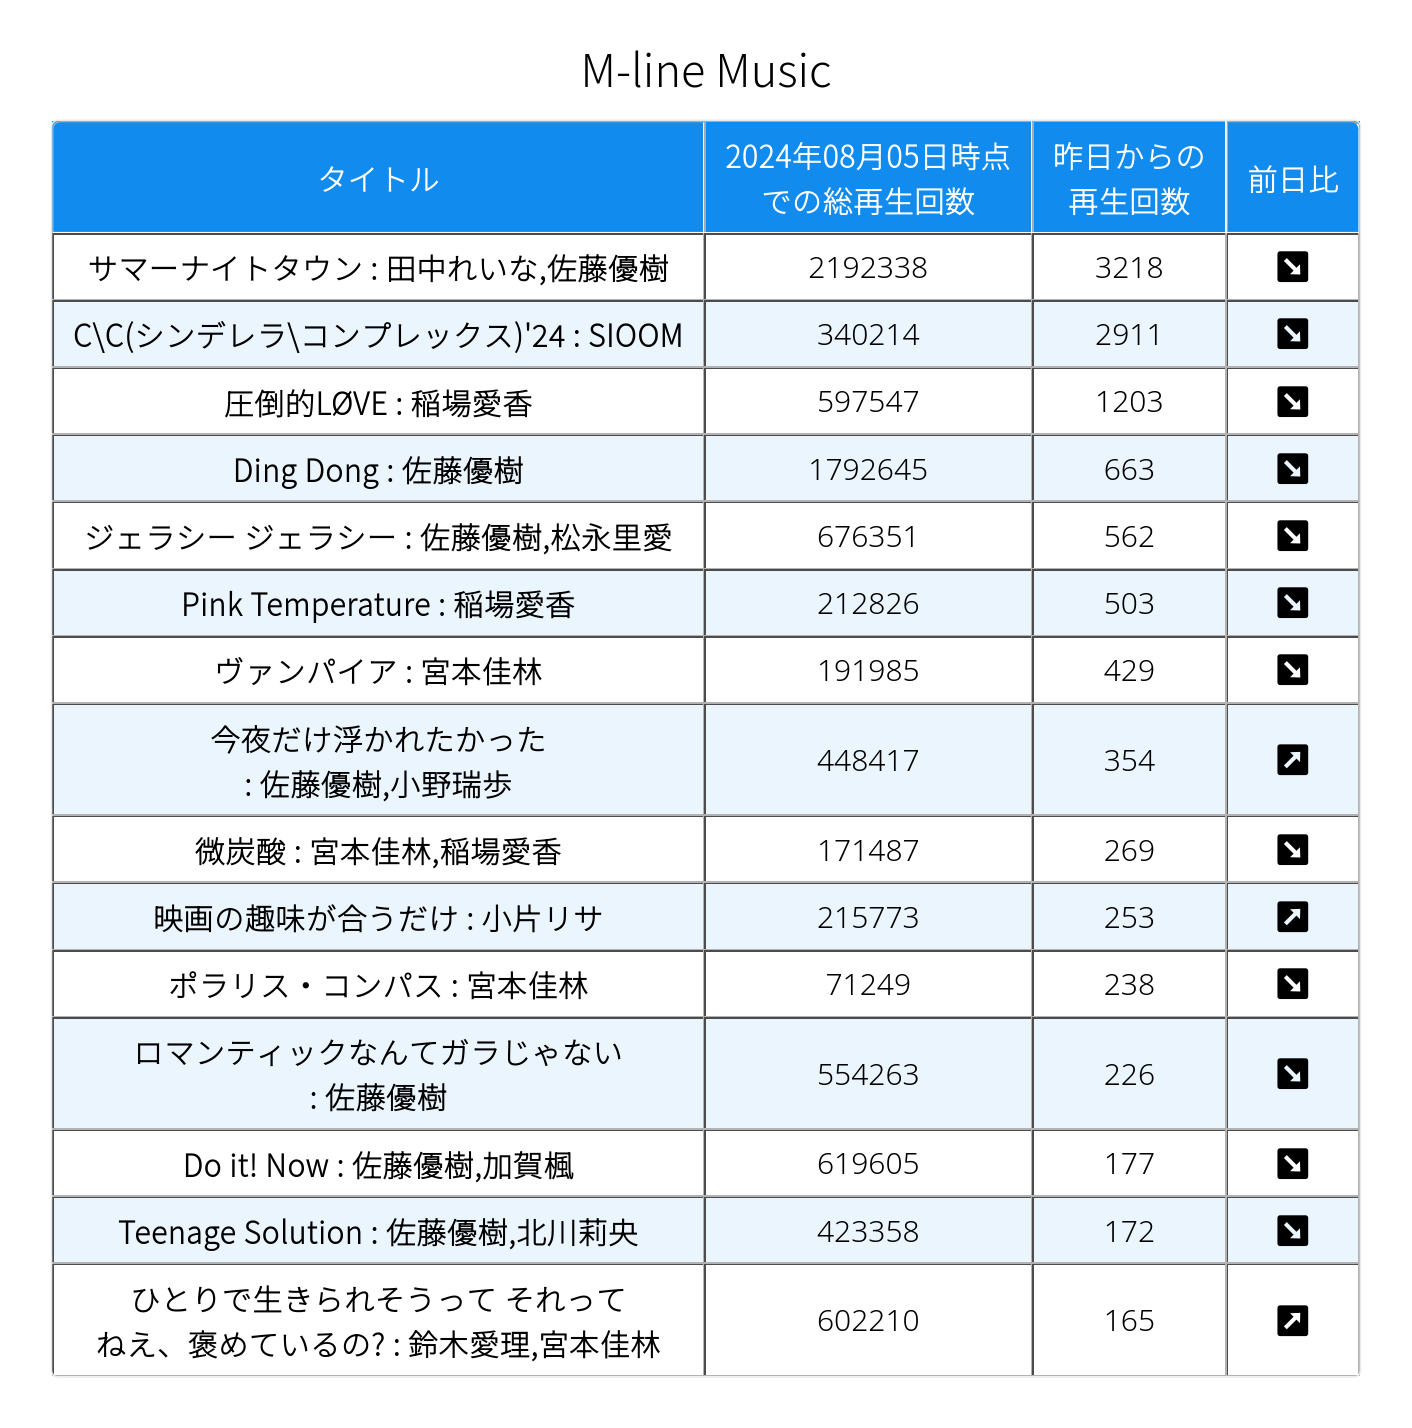 M-line Music
タイトル
2024年08月05日時点
での総再生回数
昨日からの
再生回数
前日比
サマーナイトタウン : 田中れいな,佐藤優樹 2192338 3218
C\C(シンデレラ\コンプレックス)'24 : SIOOM 340214 2911
圧倒的LØVE : 稲場愛香 597547 1203
Ding Dong : 佐藤優樹 1792645 663
ジェラシー ジェラシー : 佐藤優樹,松永里愛 676351 562
Pink Temperature : 稲場愛香 212826 503
ヴァンパイア : 宮本佳林 191985 429
今夜だけ浮かれたかった
: 佐藤優樹,小野瑞歩 448417 354
微炭酸 : 宮本佳林,稲場愛香 171487 269
映画の趣味が合うだけ : 小片リサ 215773 253
ポラリス・コンパス : 宮本佳林 71249 238
ロマンティックなんてガラじゃない
: 佐藤優樹 554263 226
Do it! Now : 佐藤優樹,加賀楓 619605 177
Teenage Solution : 佐藤優樹,北川莉央 423358 172
ひとりで生きられそうって それって
ねえ、褒めているの? : 鈴木愛理,宮本佳林 602210 165